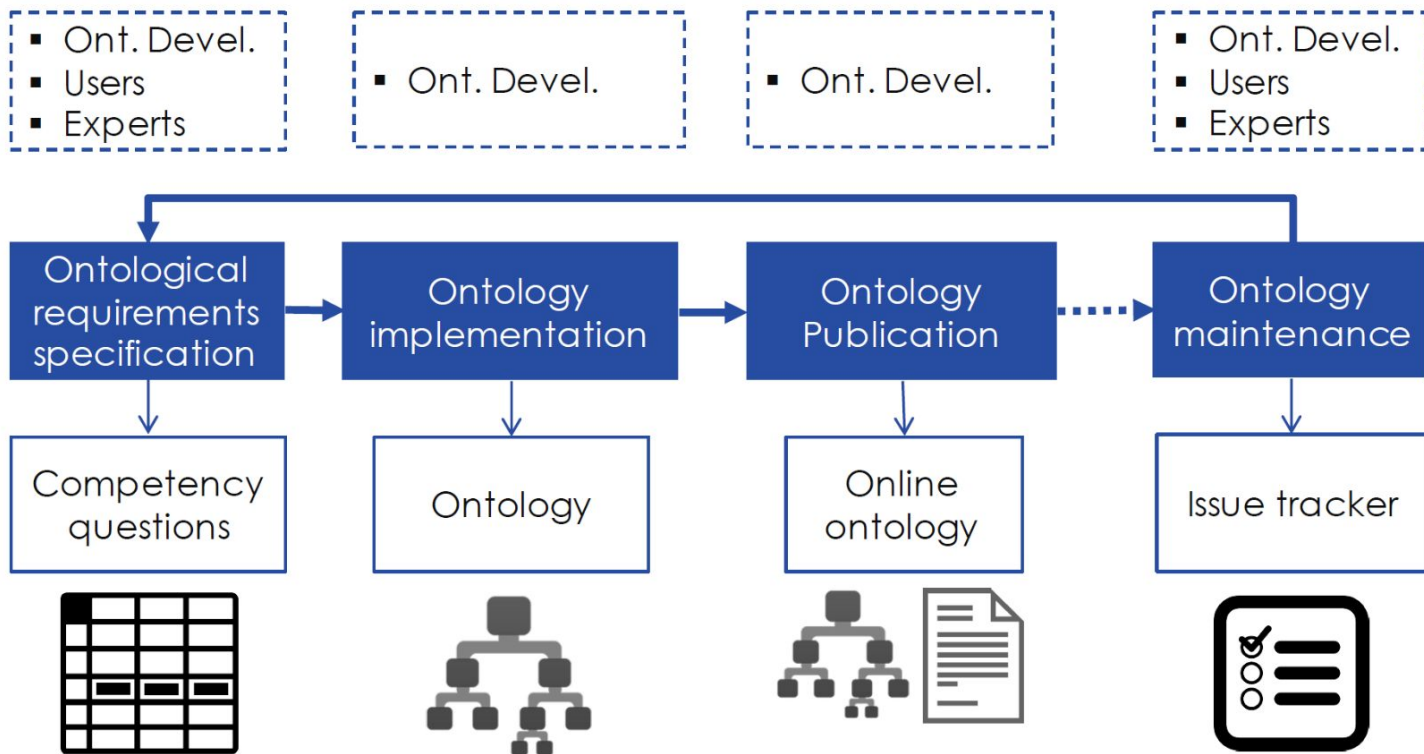 ▪ Ont. Devel.
▪ Users
▪ Experts
▪ Ont. Devel.
▪ Ont. Devel.
▪ Ont. Devel.
▪ Users
▪ Experts
Ontological
requirements
specification
Ontology
implementation
Ontology
Publication
Ontology
maintenance
Competency
questions
Ontology
Online
ontology
Issue tracker